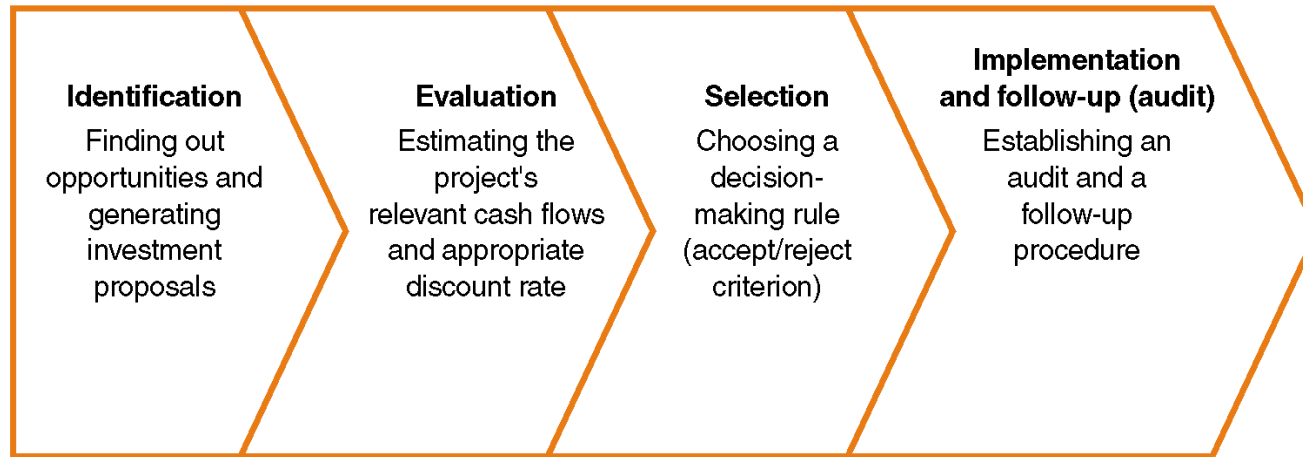 Identification
Finding out
opportunities and
generating
investment
proposals
Evaluation
Estimating the
project's
relevant cash flows
and appropriate
discount rate
Selection
Choosing a
decision-
making rule
(accept/reject
criterion)
Implementation
and follow-up (audit)
Establishing an
audit and a
follow-up
procedure